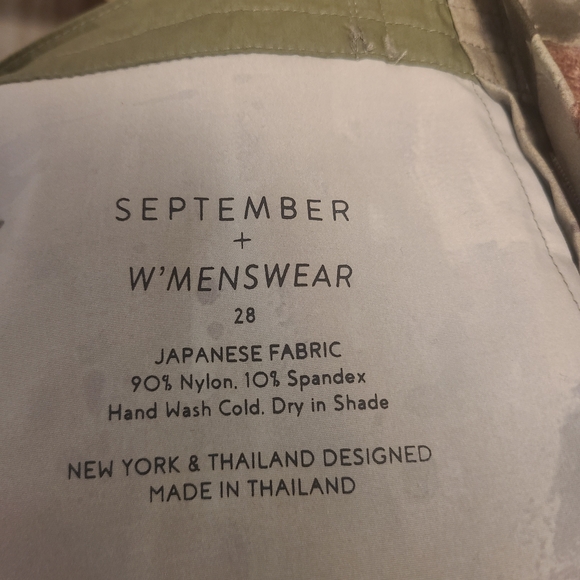 SEPTEMBER
+
W'MENSWEAR
28
JAPANESE FABRIC
90% Nylon. 10% Spandex
Hand Wash Cold. Dry in Shade
NEW YORK & THAILAND DESIGNED
MADE IN THAILAND